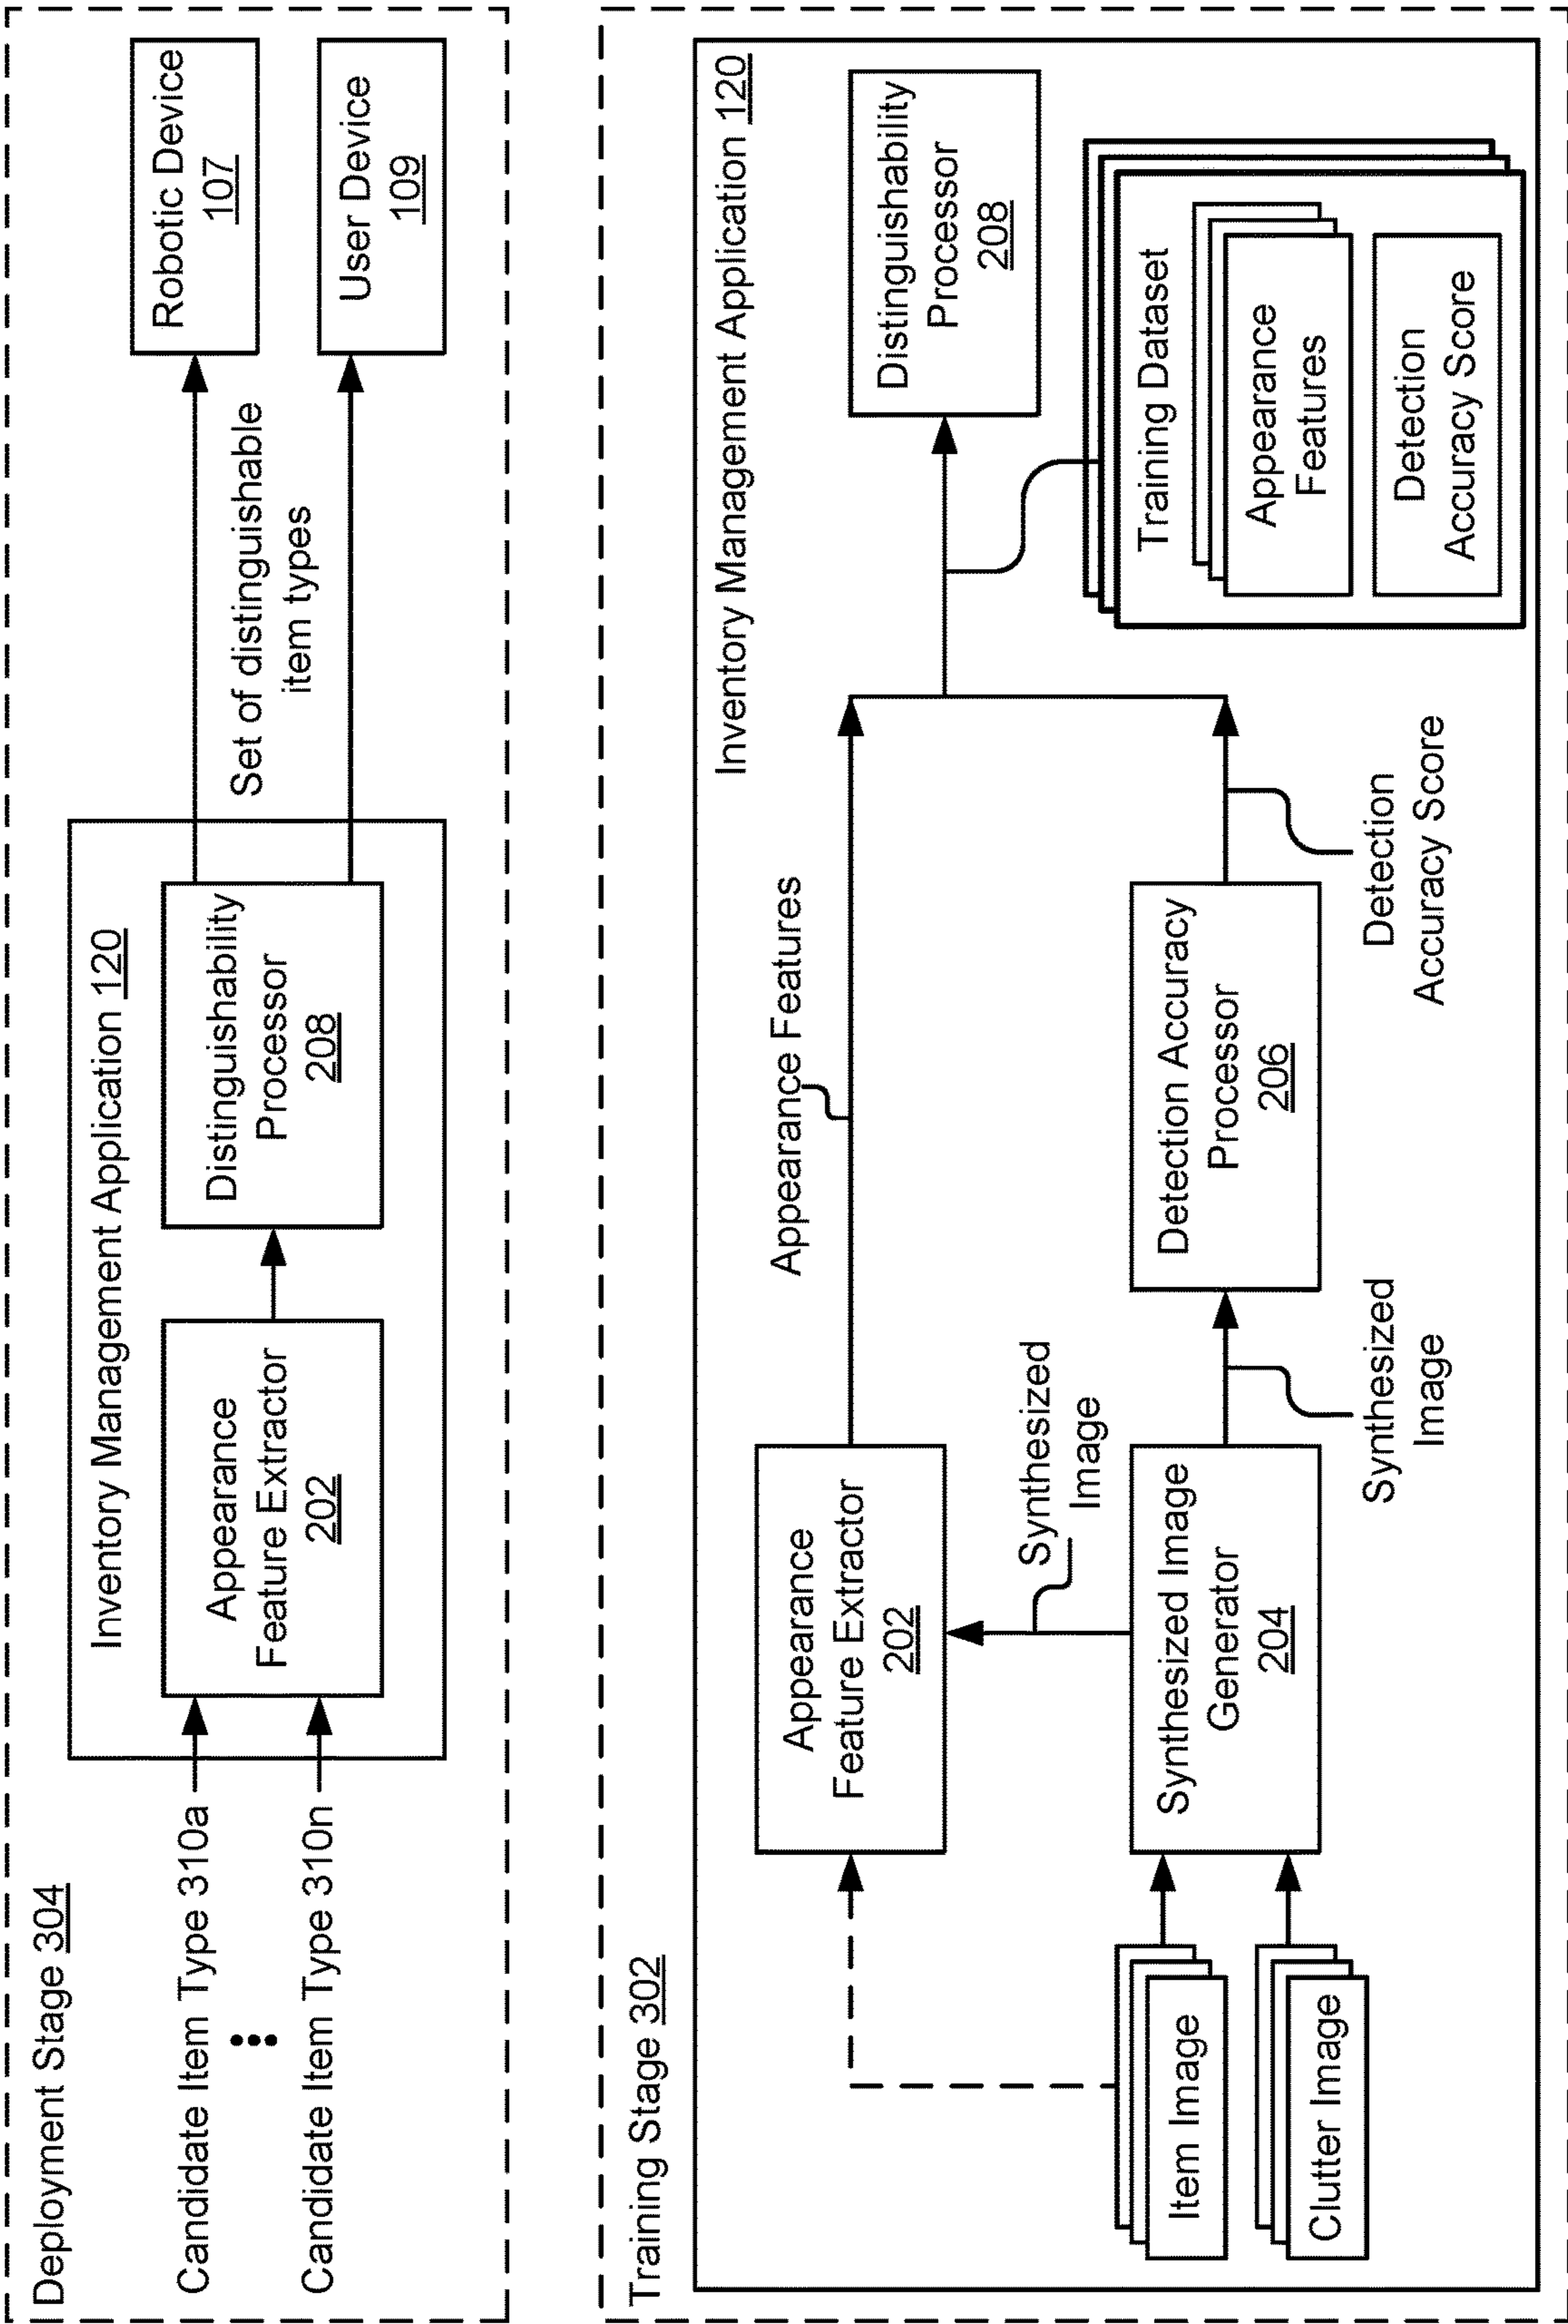 Deployment Stage 304
Candidate Item Type 310a
Candidate Item Type 310n
Inventory Management Application 120
Appearance
Feature Extractor
202
Distinguishability
Processor
208
Set of distinguishable
item types
Robotic Device
107
User Device
109
Training Stage 302
Inventory Management Application 120
Item Image
Clutter Image
Appearance
Feature Extractor
202
Synthesized
Image
Synthesized Image
Generator
204
Synthesized
Image
Appearance Features
Detection Accuracy
Processor
206
Detection
Accuracy Score
Distinguishability
Processor
208
Training Dataset
Appearance
Features
Detection
Accuracy Score